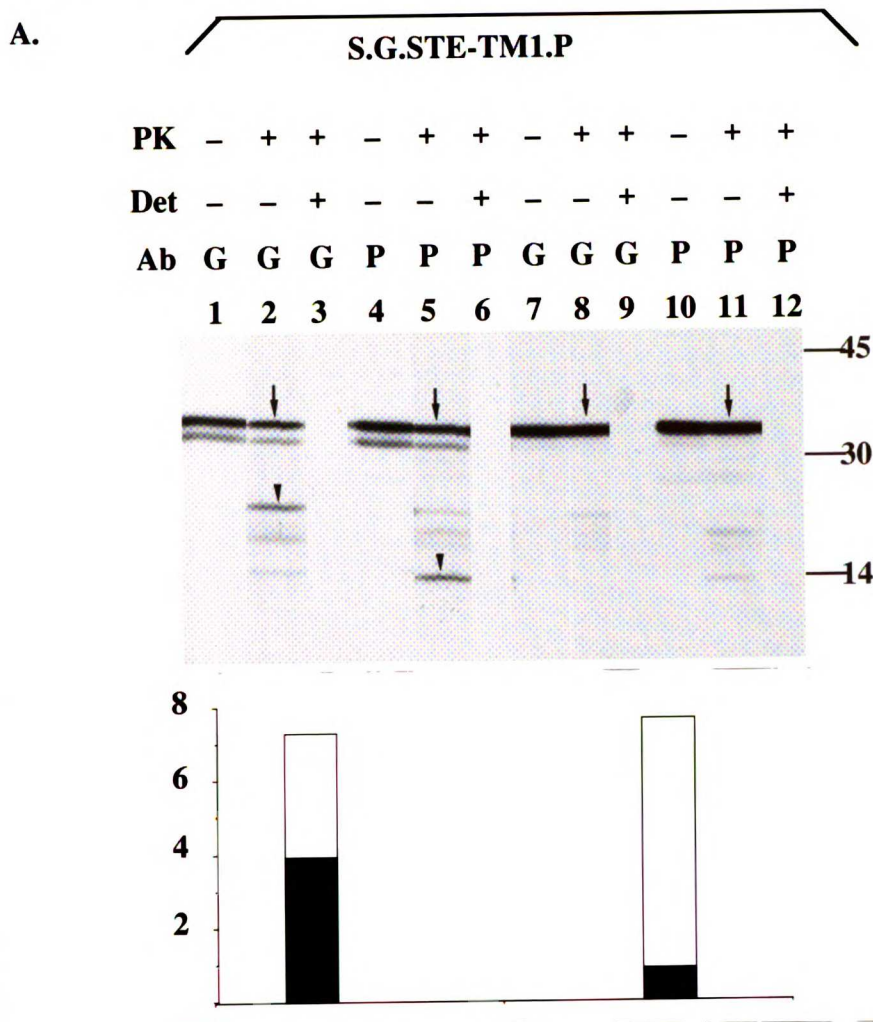 A.
S.G.STE-TM1.P
PK – + + – + + – + + – + +
Det – – + – – + – – + – – +
Ab G G G P P P G G G P P P
1 2 3 4 5 6 7 8 9 10 11 12
45
30
14
8
6
4
2